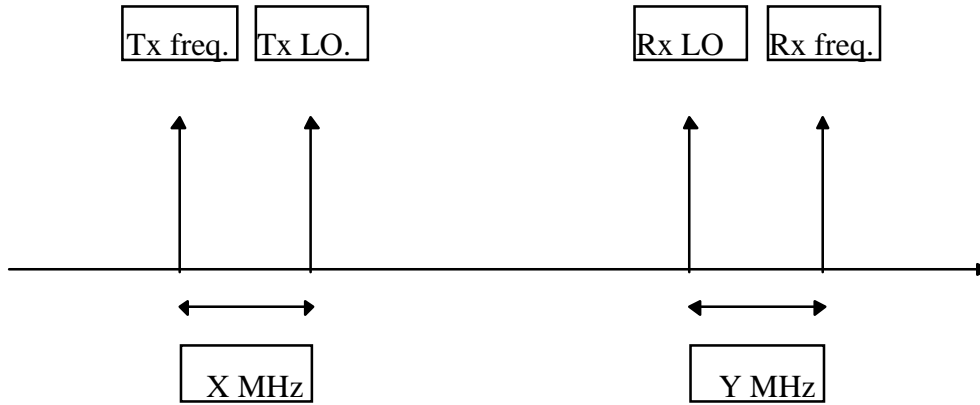 Tx freq.
Tx LO.
Rx LO
Rx freq.
X MHz
Y MHz